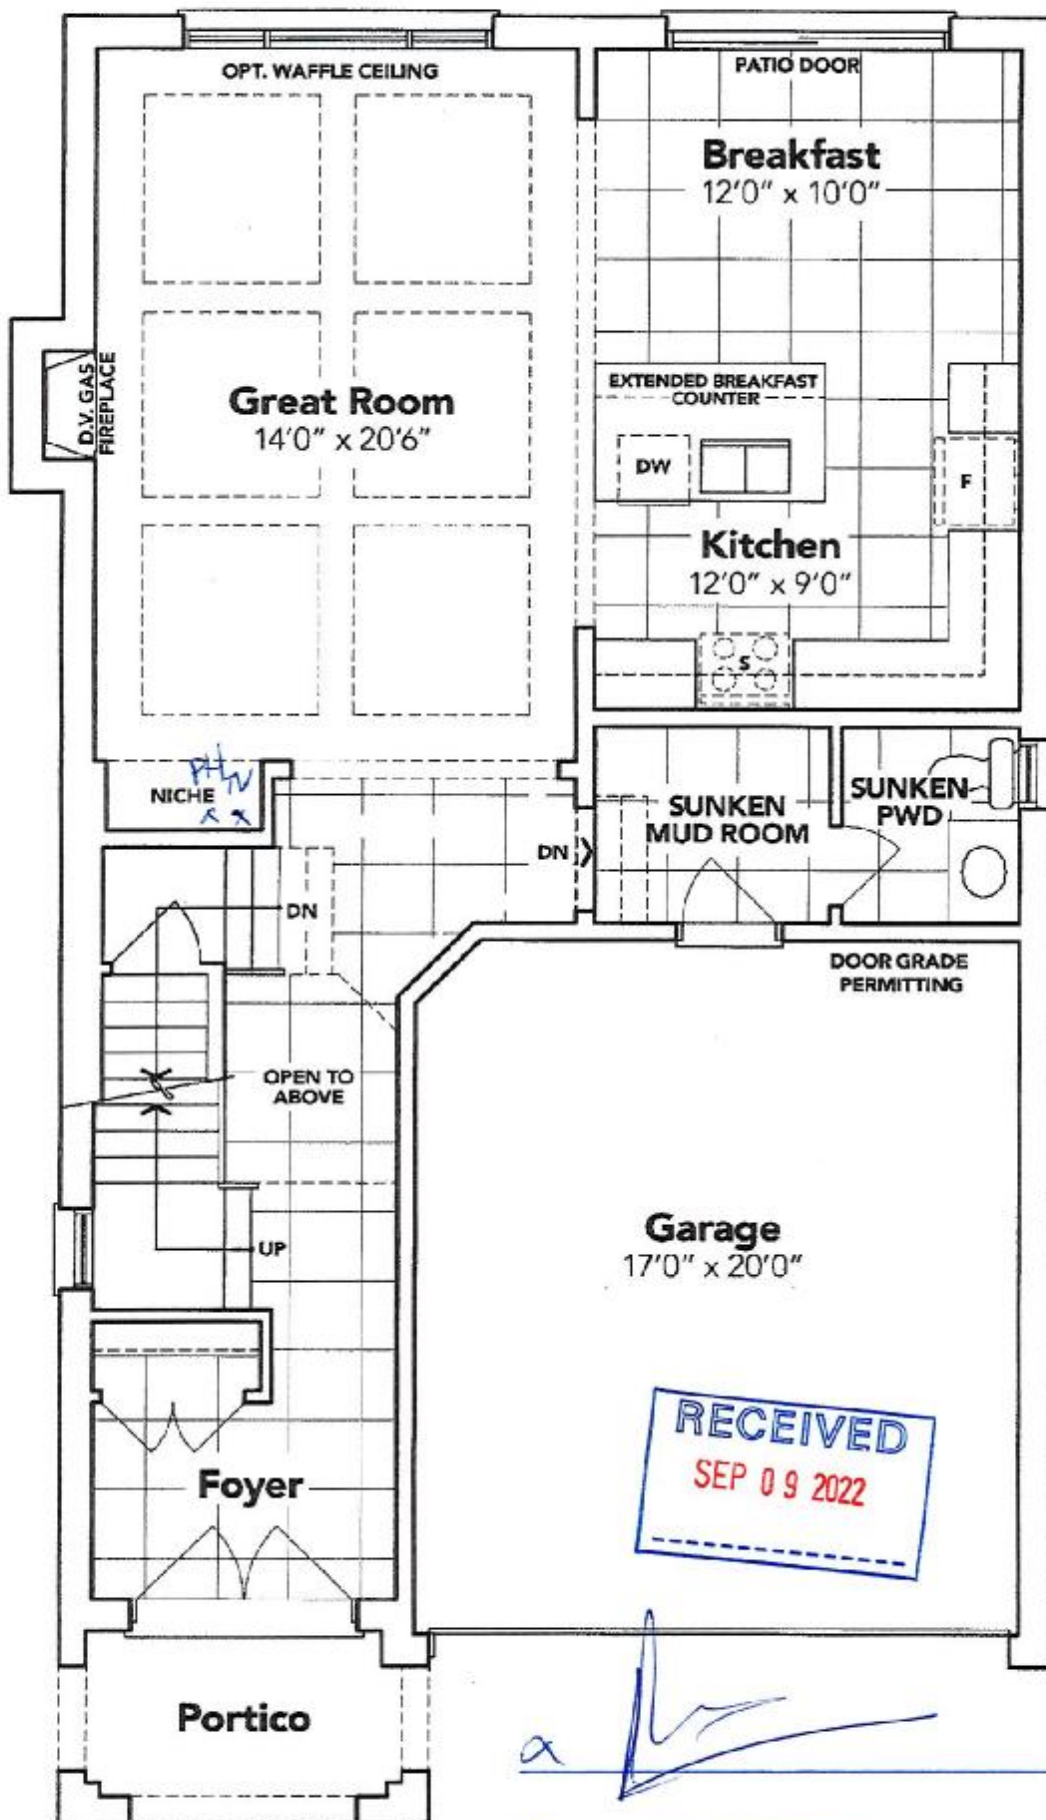 OPT. WAFFLE CEILING
PATIO DOOR
Breakfast
12'0" x 10'0"
D.V. GAS
FIREPLACE
Great Room
14'0" x 20'6"
EXTENDED BREAKFAST
COUNTER
DW
F
Kitchen
12'0" x 9'0"
S
NICHE
SUNKEN
MUD ROOM
SUNKEN
PWD
DN
DN
DOOR GRADE
PERMITTING
OPEN TO
ABOVE
UP
Garage
17'0" x 20'0"
RECEIVED
SEP 09 2022
Foyer
Portico